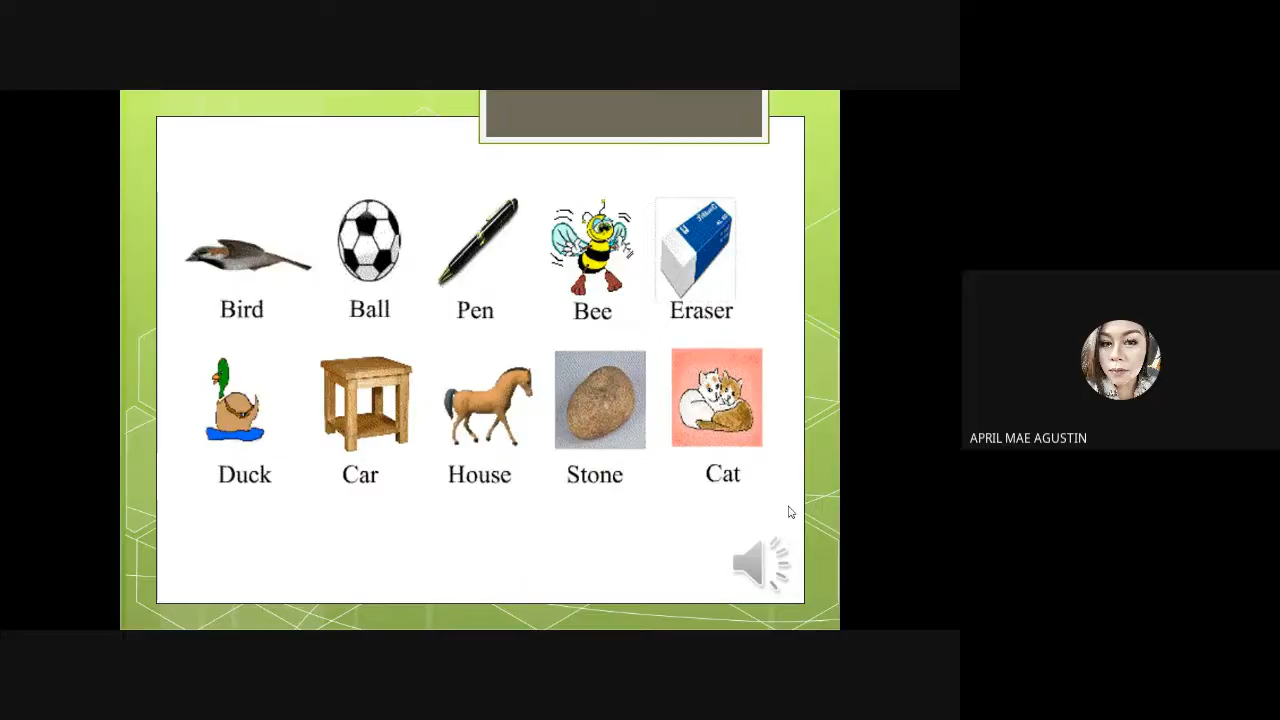 Bird Ball Pen Bee Eraser
Duck Car House Stone Cat
APRIL MAE AGUSTIN